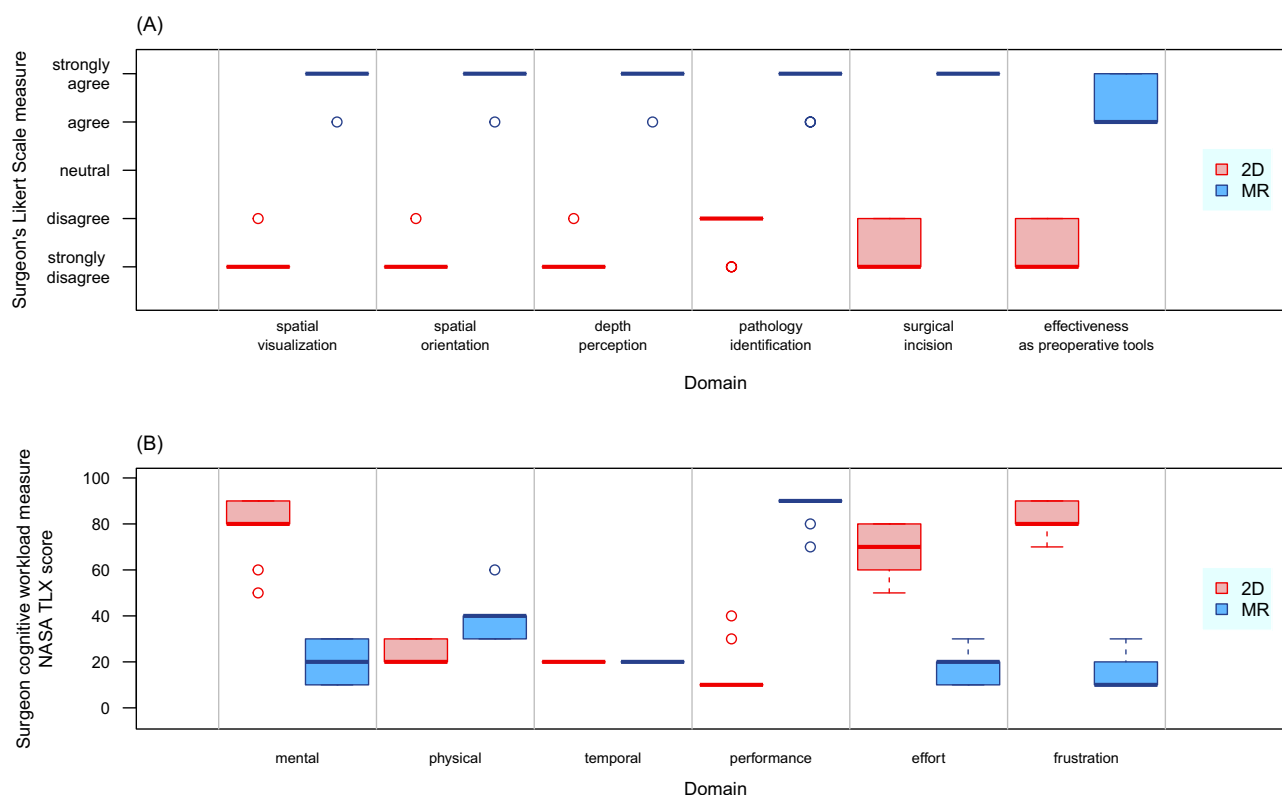 (A)
Surgeon's Likert Scale measure
strongly
agree
agree
neutral
disagree
strongly
disagree
2D
MR
spatial
visualization
spatial
orientation
depth
perception
pathology
identification
surgical
incision
effectiveness
as preoperative tools
Domain
(B)
Surgeon cognitive workload measure
NASA TLX score
100
80
60
40
20
0
2D
MR
mental
physical
temporal
performance
effort
frustration
Domain